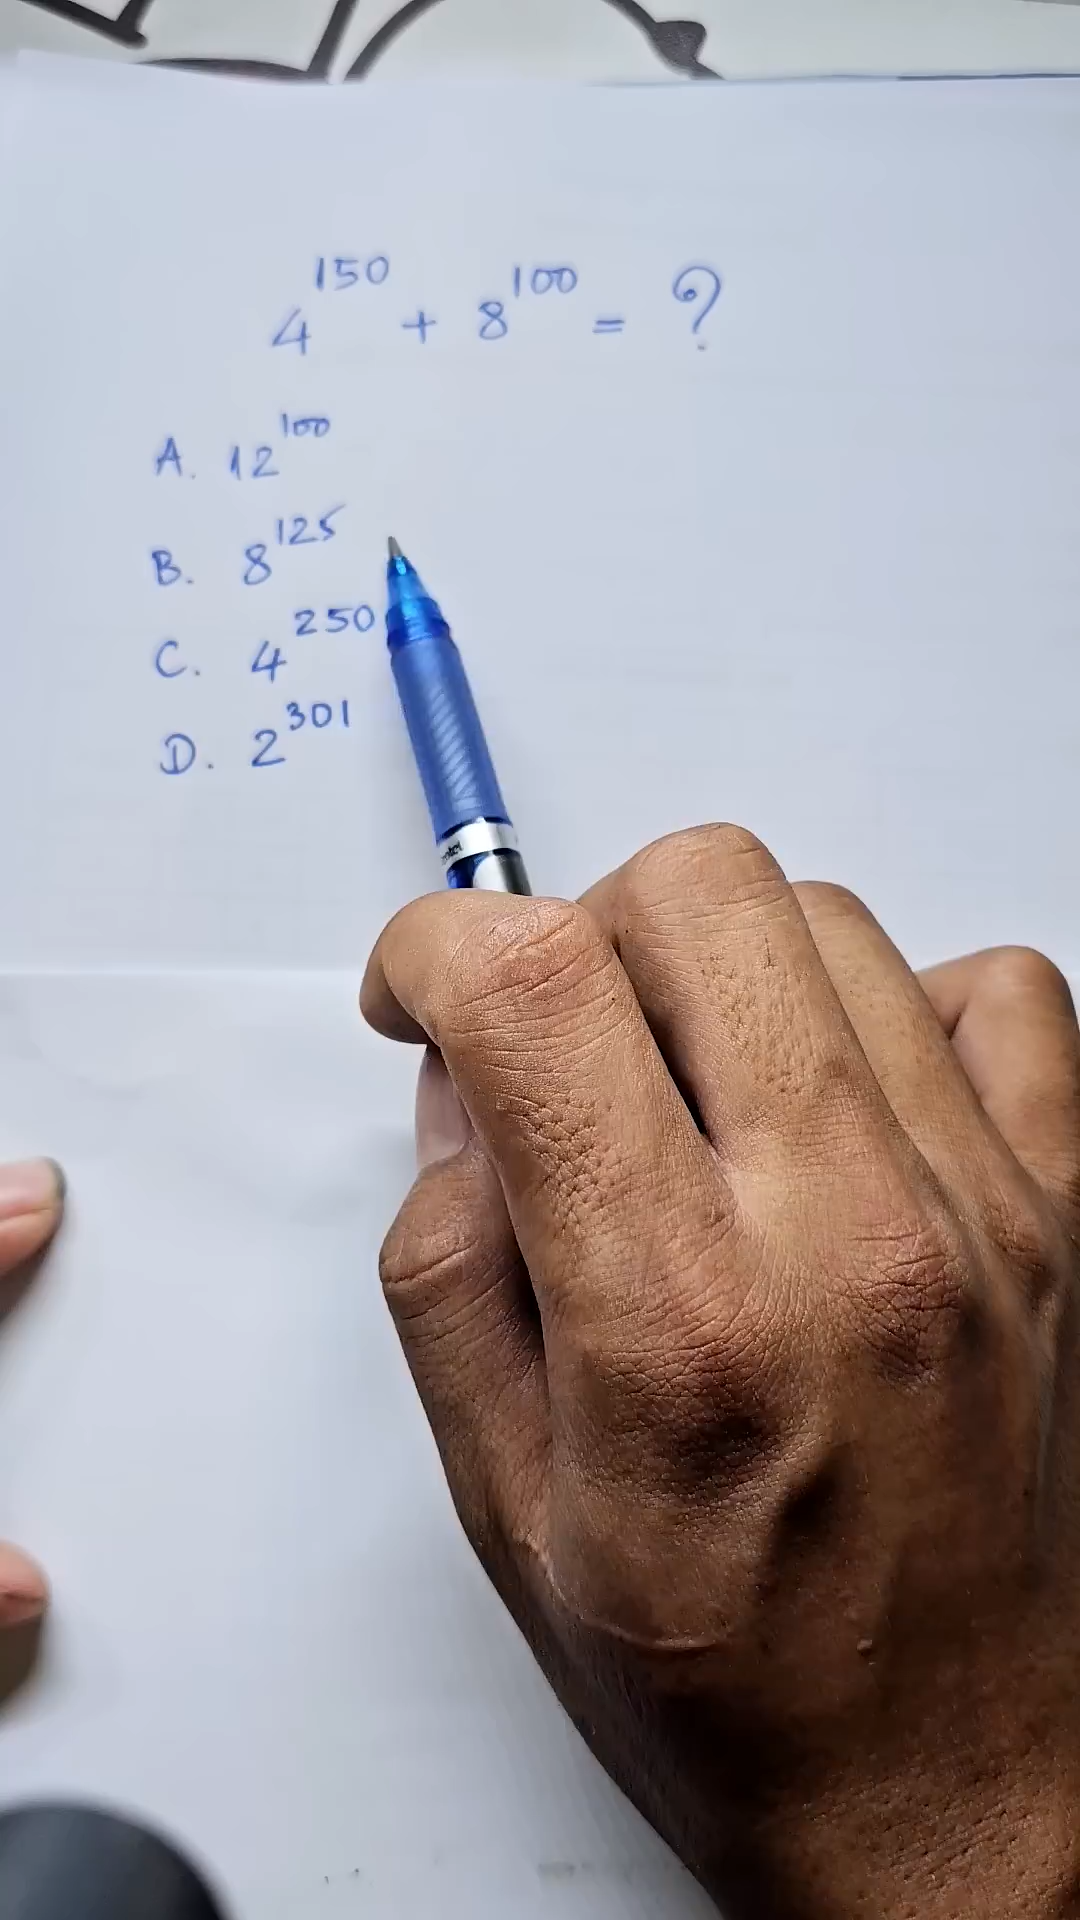 4^150 + 8^100 = ?
A. 12^100
B. 8^125
C. 4^250
D. 2^301